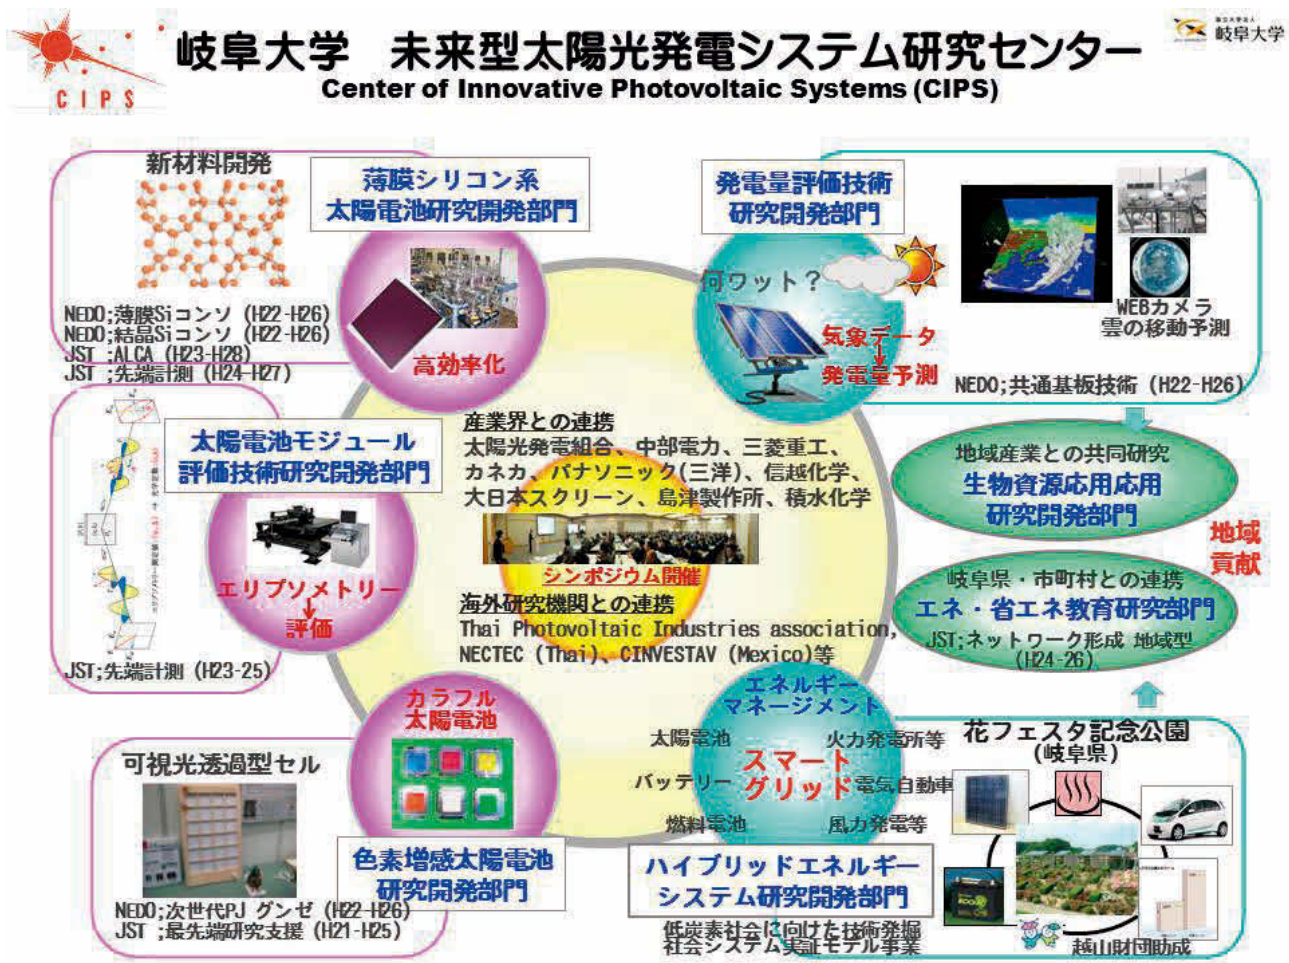 CIPS
岐阜大学　未来型太陽光発電システム研究センター
Center of Innovative Photovoltaic Systems (CIPS)
岐阜大学
新材料開発
薄膜シリコン系
太陽電池研究開発部門
NEDO;薄膜Siコンソ (H22-H26)
NEDO;結晶Siコンソ (H22-H26)
JST ;ALCA (H23-H28)
JST ;先端計測 (H24-H27)
高効率化
発電量評価技術
研究開発部門
何ワット？
気象データ
発電量予測
WEBカメラ
雲の移動予測
NEDO;共通基板技術 (H22-H26)
太陽電池モジュール
評価技術研究開発部門
エリプソメトリー
評価
JST;先端計測 (H23-25)
産業界との連携
太陽光発電組合、中部電力、三菱重工、
カネカ、パナソニック(三洋)、信越化学、
大日本スクリーン、島津製作所、積水化学
シンポジウム開催
海外研究機関との連携
Thai Photovoltaic Industries association,
NECTEC (Thai)、CINVESTAV (Mexico)等
地域産業との共同研究
生物資源応用応用
研究開発部門
地域
貢献
岐阜県・市町村との連携
エネ・省エネ教育研究部門
JST;ネットワーク形成 地域型
(H24-26)
カラフル
太陽電池
可視光透過型セル
色素増感太陽電池
研究開発部門
NEDO;次世代PJ グンゼ (H22-H26)
JST ;最先端研究支援 (H21-H25)
エネルギー
マネージメント
太陽電池
火力発電所等
スマート
グリッド
バッテリー
電気自動車
燃料電池
風力発電等
ハイブリッドエネルギー
システム研究開発部門
低炭素社会に向けた技術発掘
社会システム実証モデル事業
花フェスタ記念公園
(岐阜県)
越山財団助成